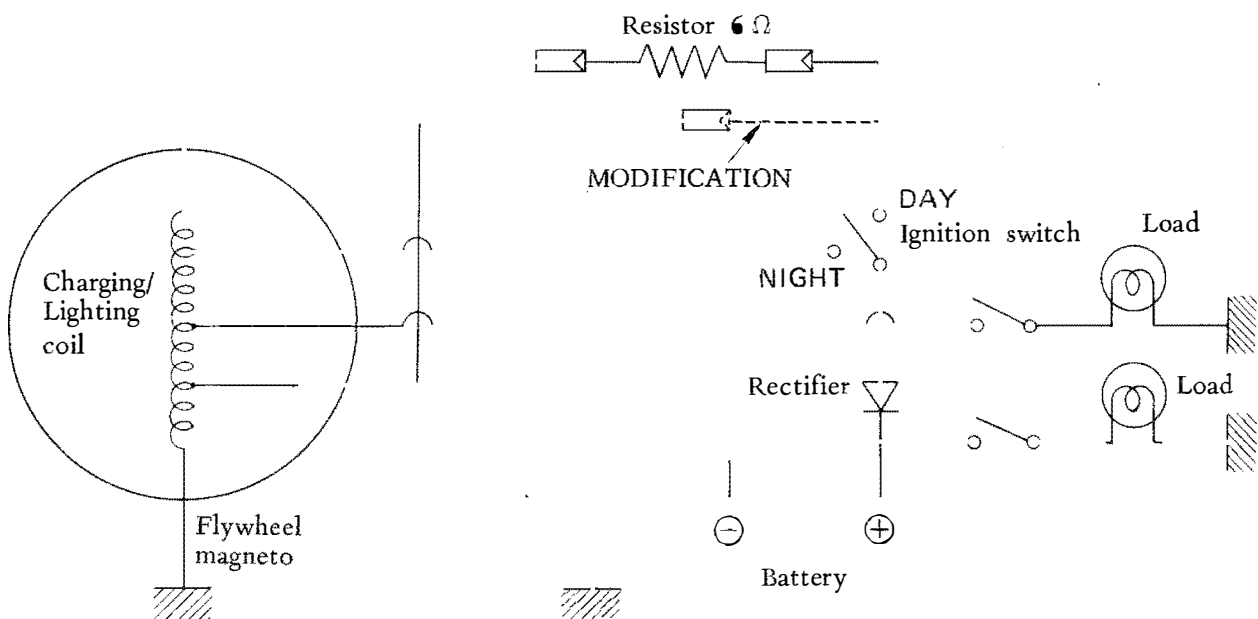 Resistor 6 Ω
MODIFICATION
DAY
Ignition switch
Load
NIGHT
Charging/
Lighting
coil
Rectifier
Load
Flywheel
magneto
Battery